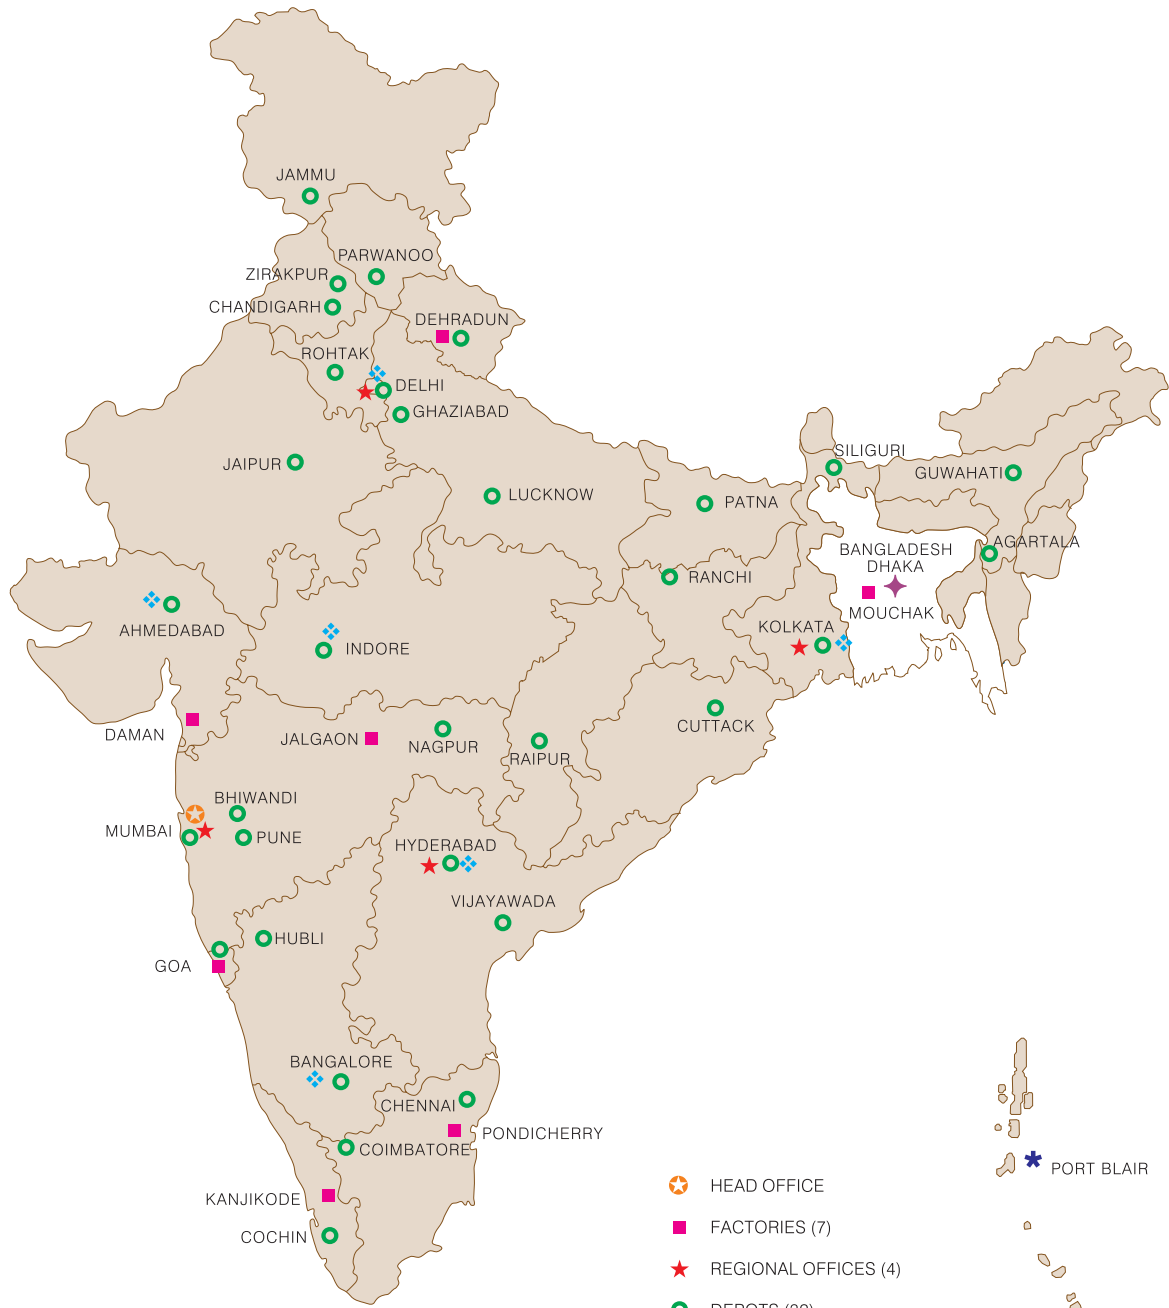 JAMMU
PARWANOO
ZIRAKPUR
CHANDIGARH
DEHRADUN
ROHTAK
DELHI
GHAZIABAD
SILIGURI
JAIPUR
GUWAHATI
LUCKNOW
PATNA
AGARTALA
BANGLADESH
DHAKA
RANCHI
MOUCHAK
AHMEDABAD
KOLKATA
INDORE
CUTTACK
DAMAN
JALGAON
NAGPUR
RAIPUR
BHIWANDI
MUMBAI
PUNE
HYDERABAD
VIJAYAWADA
HUBLI
GOA
BANGALORE
CHENNAI
PONDICHERRY
COIMBATORE
PORT BLAIR
KANJIKODE
COCHIN
HEAD OFFICE
FACTORIES (7)
REGIONAL OFFICES (4)